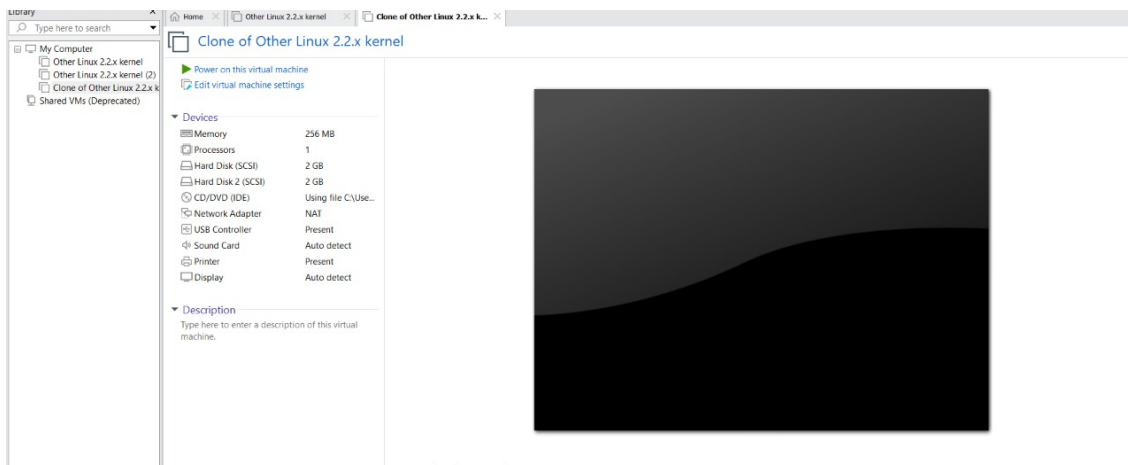 Library
Type here to search
My Computer
Other Linux 2.2.x kernel
Other Linux 2.2.x kernel (2)
Clone of Other Linux 2.2.x k
Shared VMs (Deprecated)
Home
Other Linux 2.2.x kernel
Clone of Other Linux 2.2.x k...
Clone of Other Linux 2.2.x kernel
Power on this virtual machine
Edit virtual machine settings
Devices
Memory 256 MB
Processors 1
Hard Disk (SCSI) 2 GB
Hard Disk 2 (SCSI) 2 GB
CD/DVD (IDE) Using file C:\Use...
Network Adapter NAT
USB Controller Present
Sound Card Auto detect
Printer Present
Display Auto detect
Description
Type here to enter a description of this virtual
machine.